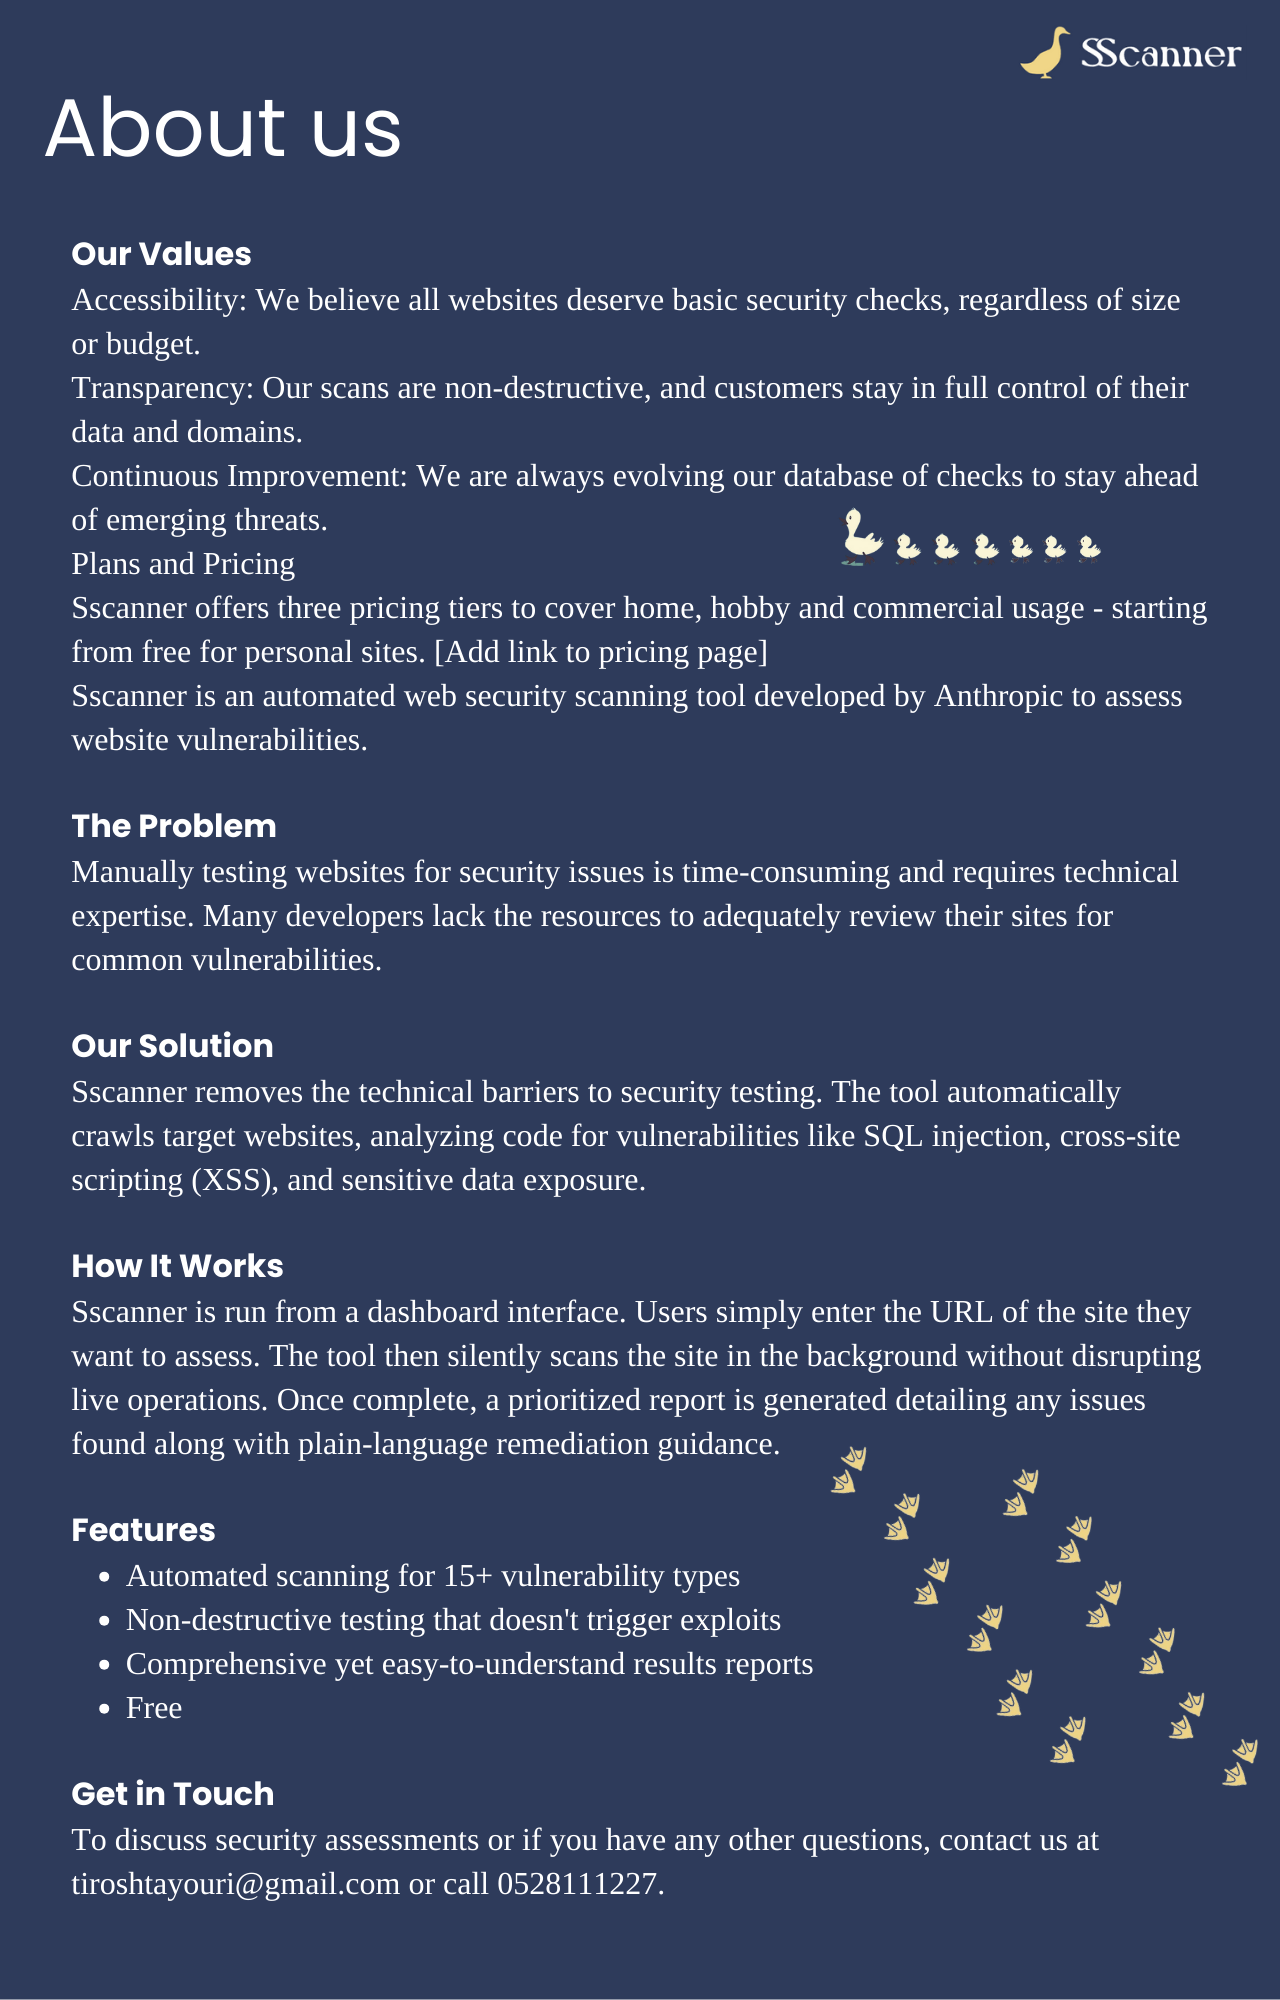 SScanner
About us
Our Values
Accessibility: We believe all websites deserve basic security checks, regardless of size
or budget.
Transparency: Our scans are non-destructive, and customers stay in full control of their
data and domains.
Continuous Improvement: We are always evolving our database of checks to stay ahead
of emerging threats.
Plans and Pricing
Sscanner offers three pricing tiers to cover home, hobby and commercial usage - starting
from free for personal sites. [Add link to pricing page]
Sscanner is an automated web security scanning tool developed by Anthropic to assess
website vulnerabilities.
The Problem
Manually testing websites for security issues is time-consuming and requires technical
expertise. Many developers lack the resources to adequately review their sites for
common vulnerabilities.
Our Solution
Sscanner removes the technical barriers to security testing. The tool automatically
crawls target websites, analyzing code for vulnerabilities like SQL injection, cross-site
scripting (XSS), and sensitive data exposure.
How It Works
Sscanner is run from a dashboard interface. Users simply enter the URL of the site they
want to assess. The tool then silently scans the site in the background without disrupting
live operations. Once complete, a prioritized report is generated detailing any issues
found along with plain-language remediation guidance.
Features
• Automated scanning for 15+ vulnerability types
• Non-destructive testing that doesn't trigger exploits
• Comprehensive yet easy-to-understand results reports
• Free
Get in Touch
To discuss security assessments or if you have any other questions, contact us at
tiroshtayouri@gmail.com or call 0528111227.